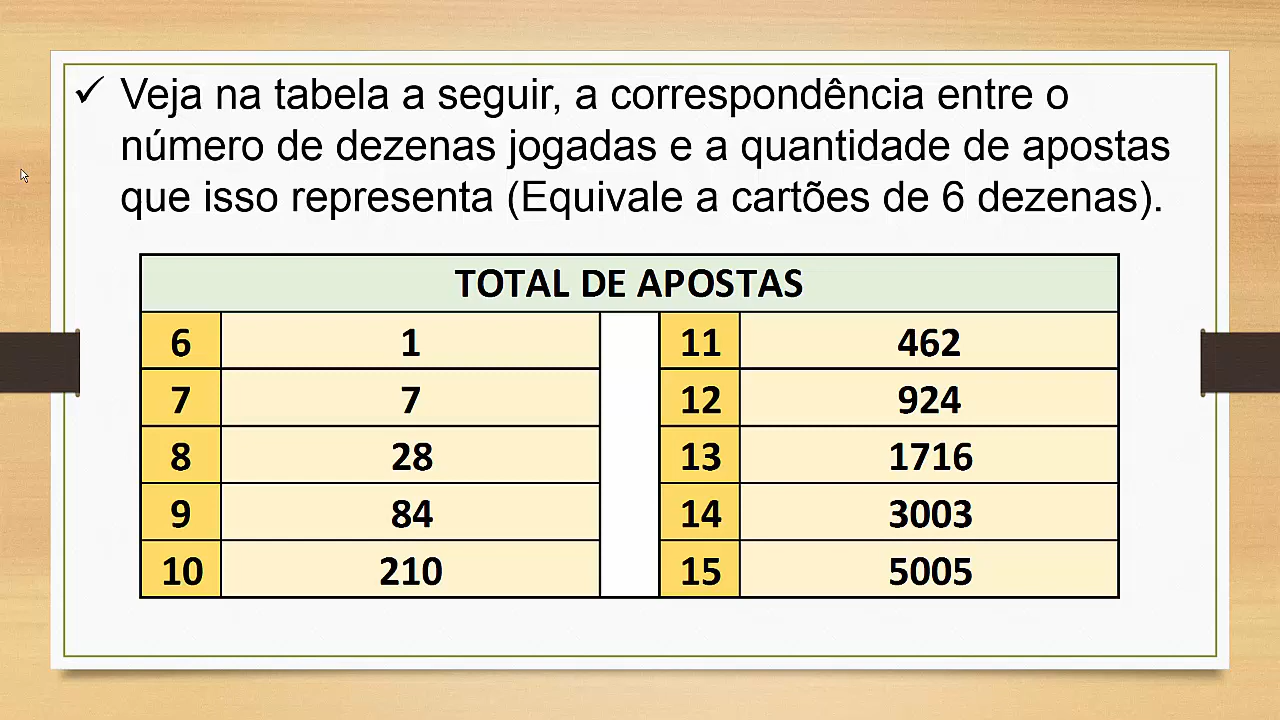 ✓ Veja na tabela a seguir, a correspondência entre o
número de dezenas jogadas e a quantidade de apostas
que isso representa (Equivale a cartões de 6 dezenas).
TOTAL DE APOSTAS
6 1 11 462
7 7 12 924
8 28 13 1716
9 84 14 3003
10 210 15 5005